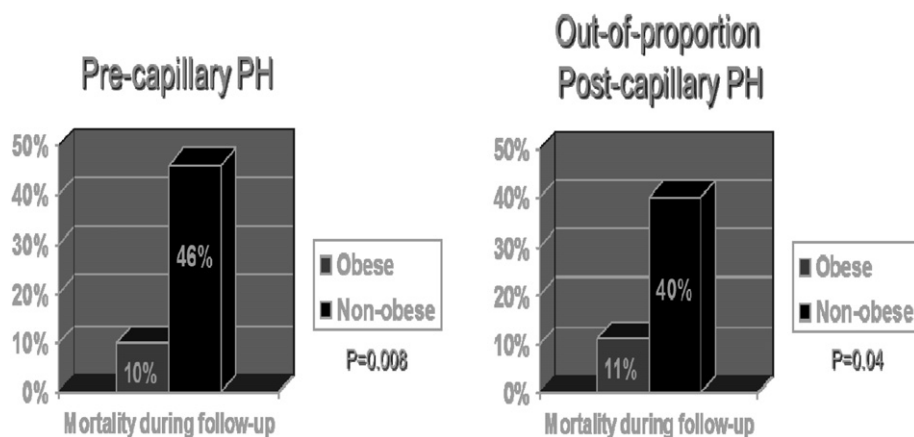 Pre-capillary PH
50%
40%
30%
20%
10%
0%
46%
10%
Mortality during follow-up
Obese
Non-obese
P=0.008
Out-of-proportion
Post-capillary PH
50%
40%
30%
20%
10%
0%
40%
11%
Mortality during follow-up
Obese
Non-obese
P=0.04